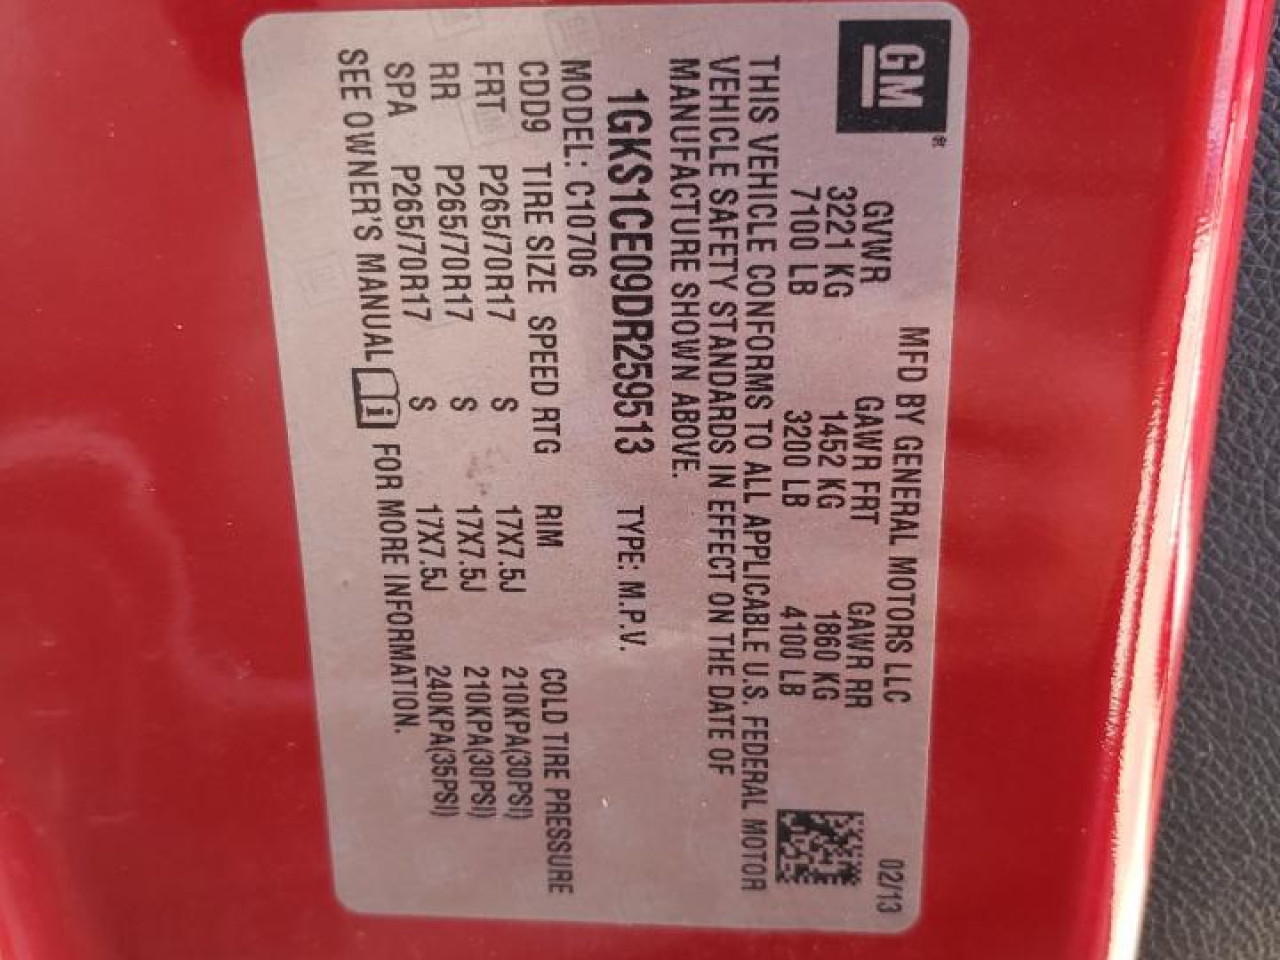 GM
MFD BY GENERAL MOTORS LLC 02/13
GVWR GAWR FRT GAWR RR
3221 KG 1452 KG 1860 KG
7100 LB 3200 LB 4100 LB
THIS VEHICLE CONFORMS TO ALL APPLICABLE U.S. FEDERAL MOTOR
VEHICLE SAFETY STANDARDS IN EFFECT ON THE DATE OF
MANUFACTURE SHOWN ABOVE.
1GKS1CE09DR259513 TYPE: M.P.V.
MODEL: C10706
CDD9 TIRE SIZE SPEED RTG RIM COLD TIRE PRESSURE
FRT P265/70R17 S 17X7.5J 210KPA(30PSI)
RR P265/70R17 S 17X7.5J 210KPA(30PSI)
SPA P265/70R17 S 17X7.5J 240KPA(35PSI)
SEE OWNER'S MANUAL i FOR MORE INFORMATION.